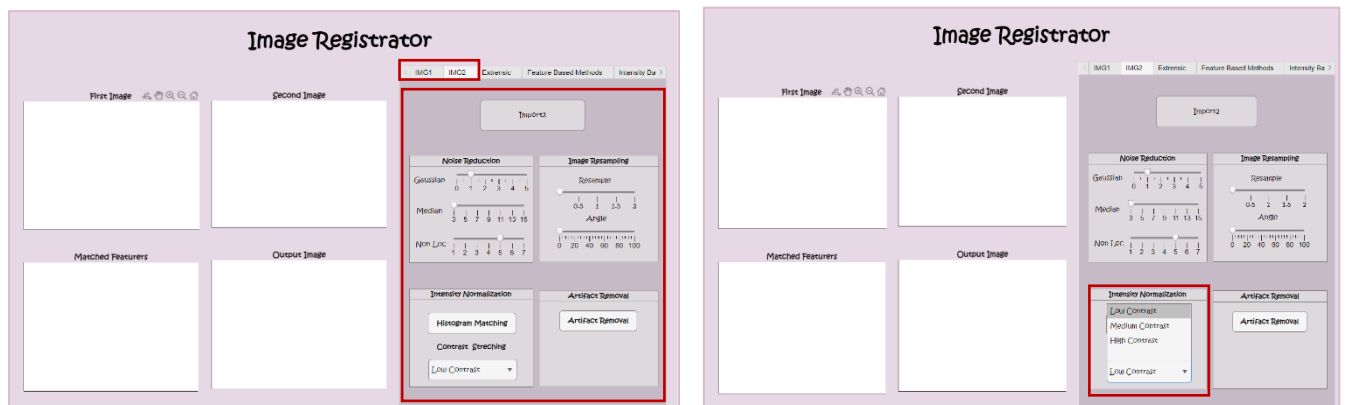 Image Registrator
IMG1 IMG2 Extrensic Feature Based Methods Intensity Ba
First Image Second Image
Import2
Noise Reduction Image Resampling
Gaussian Resample
0 1 2 3 4 5
0.5 1 1.5 2
Median Angle
3 5 7 9 11 13 15
Non Loc
1 2 3 4 5 6 7
0 20 40 60 80 100
Matched Featurers Output Image
Intensity Normalization Artifact Removal
Histogram Matching Artifact Removal
Contrast Streching
Low Contrast
Image Registrator
IMG1 IMG2 Extrensic Feature Based Methods Intensity Ba
First Image Second Image
Import2
Noise Reduction Image Resampling
Gaussian Resample
0 1 2 3 4 5
0.5 1 1.5 2
Median Angle
3 5 7 9 11 13 15
Non Loc
1 2 3 4 5 6 7
0 20 40 60 80 100
Matched Featurers Output Image
Intensity Normalization Artifact Removal
Low Contrast
Medium Contrast Artifact Removal
High Contrast
Low Contrast